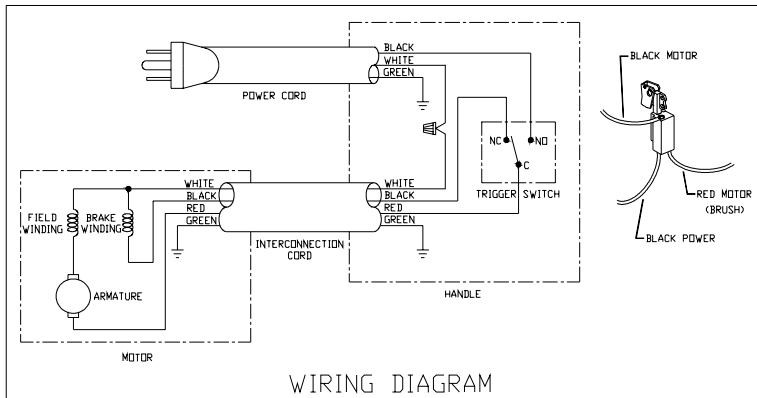 BLACK
WHITE
GREEN
POWER CORD
NC
NO
C
TRIGGER SWITCH
BLACK MOTOR
RED MOTOR
(BRUSH)
BLACK POWER
WHITE
BLACK
RED
GREEN
WHITE
BLACK
RED
GREEN
FIELD
WINDING
BRAKE
WINDING
INTERCONNECTION
CORD
ARMATURE
HANDLE
MOTOR
WIRING DIAGRAM